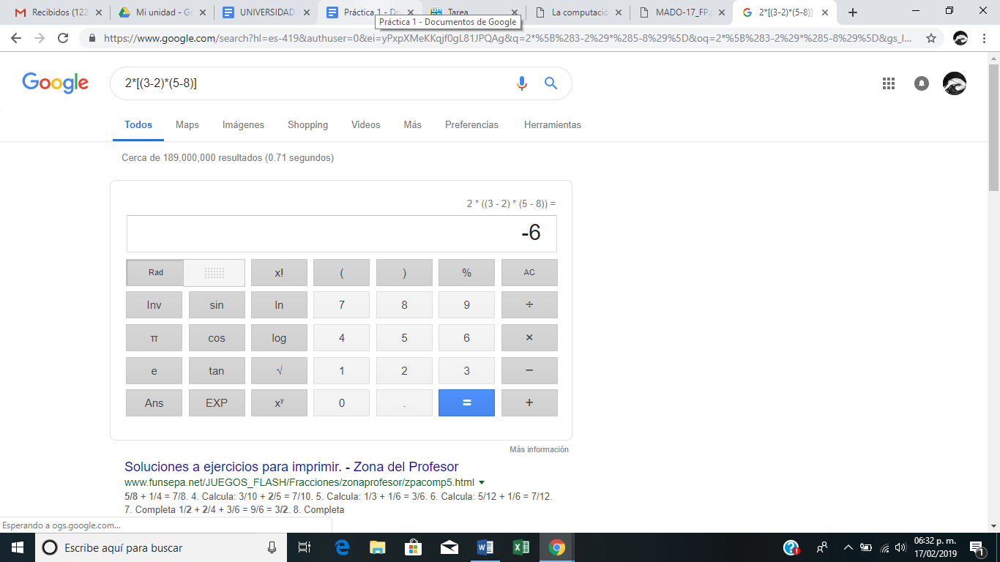 Recibidos (122
Mi unidad - Go
UNIVERSIDAD
Práctica 1 - Do
Tarea
La computació
MADO-17_FP.p
2*[(3-2)*(5-8)]
Práctica 1 - Documentos de Google
https://www.google.com/search?hl=es-419&authuser=0&ei=yPxpXMeKKqjf0gL81JPQAg&q=2*%5B%283-2%29*%285-8%29%5D&oq=2*%5B%283-2%29*%285-8%29%5D&gs_l...
Google
2*[(3-2)*(5-8)]
Todos Maps Imágenes Shopping Videos Más Preferencias Herramientas
Cerca de 189,000,000 resultados (0.71 segundos)
2 * ((3 - 2) * (5 - 8)) =
-6
Rad x! ( ) % AC
Inv sin ln 7 8 9 ÷
π cos log 4 5 6 ×
e tan √ 1 2 3 −
Ans EXP xʸ 0 . = +
Más información
Soluciones a ejercicios para imprimir. - Zona del Profesor
www.funsepa.net/JUEGOS_FLASH/Fracciones/zonaprofesor/zpacomp5.html
5/8 + 1/4 = 7/8. 4. Calcula: 3/10 + 2/5 = 7/10. 5. Calcula: 1/3 + 1/6 = 3/6. 6. Calcula: 5/12 + 1/6 = 7/12.
7. Completa 1/2 + 2/4 + 3/6 = 9/6 = 3/2. 8. Completa
Esperando a ogs.google.com...
Escribe aquí para buscar
06:32 p. m.
17/02/2019
1